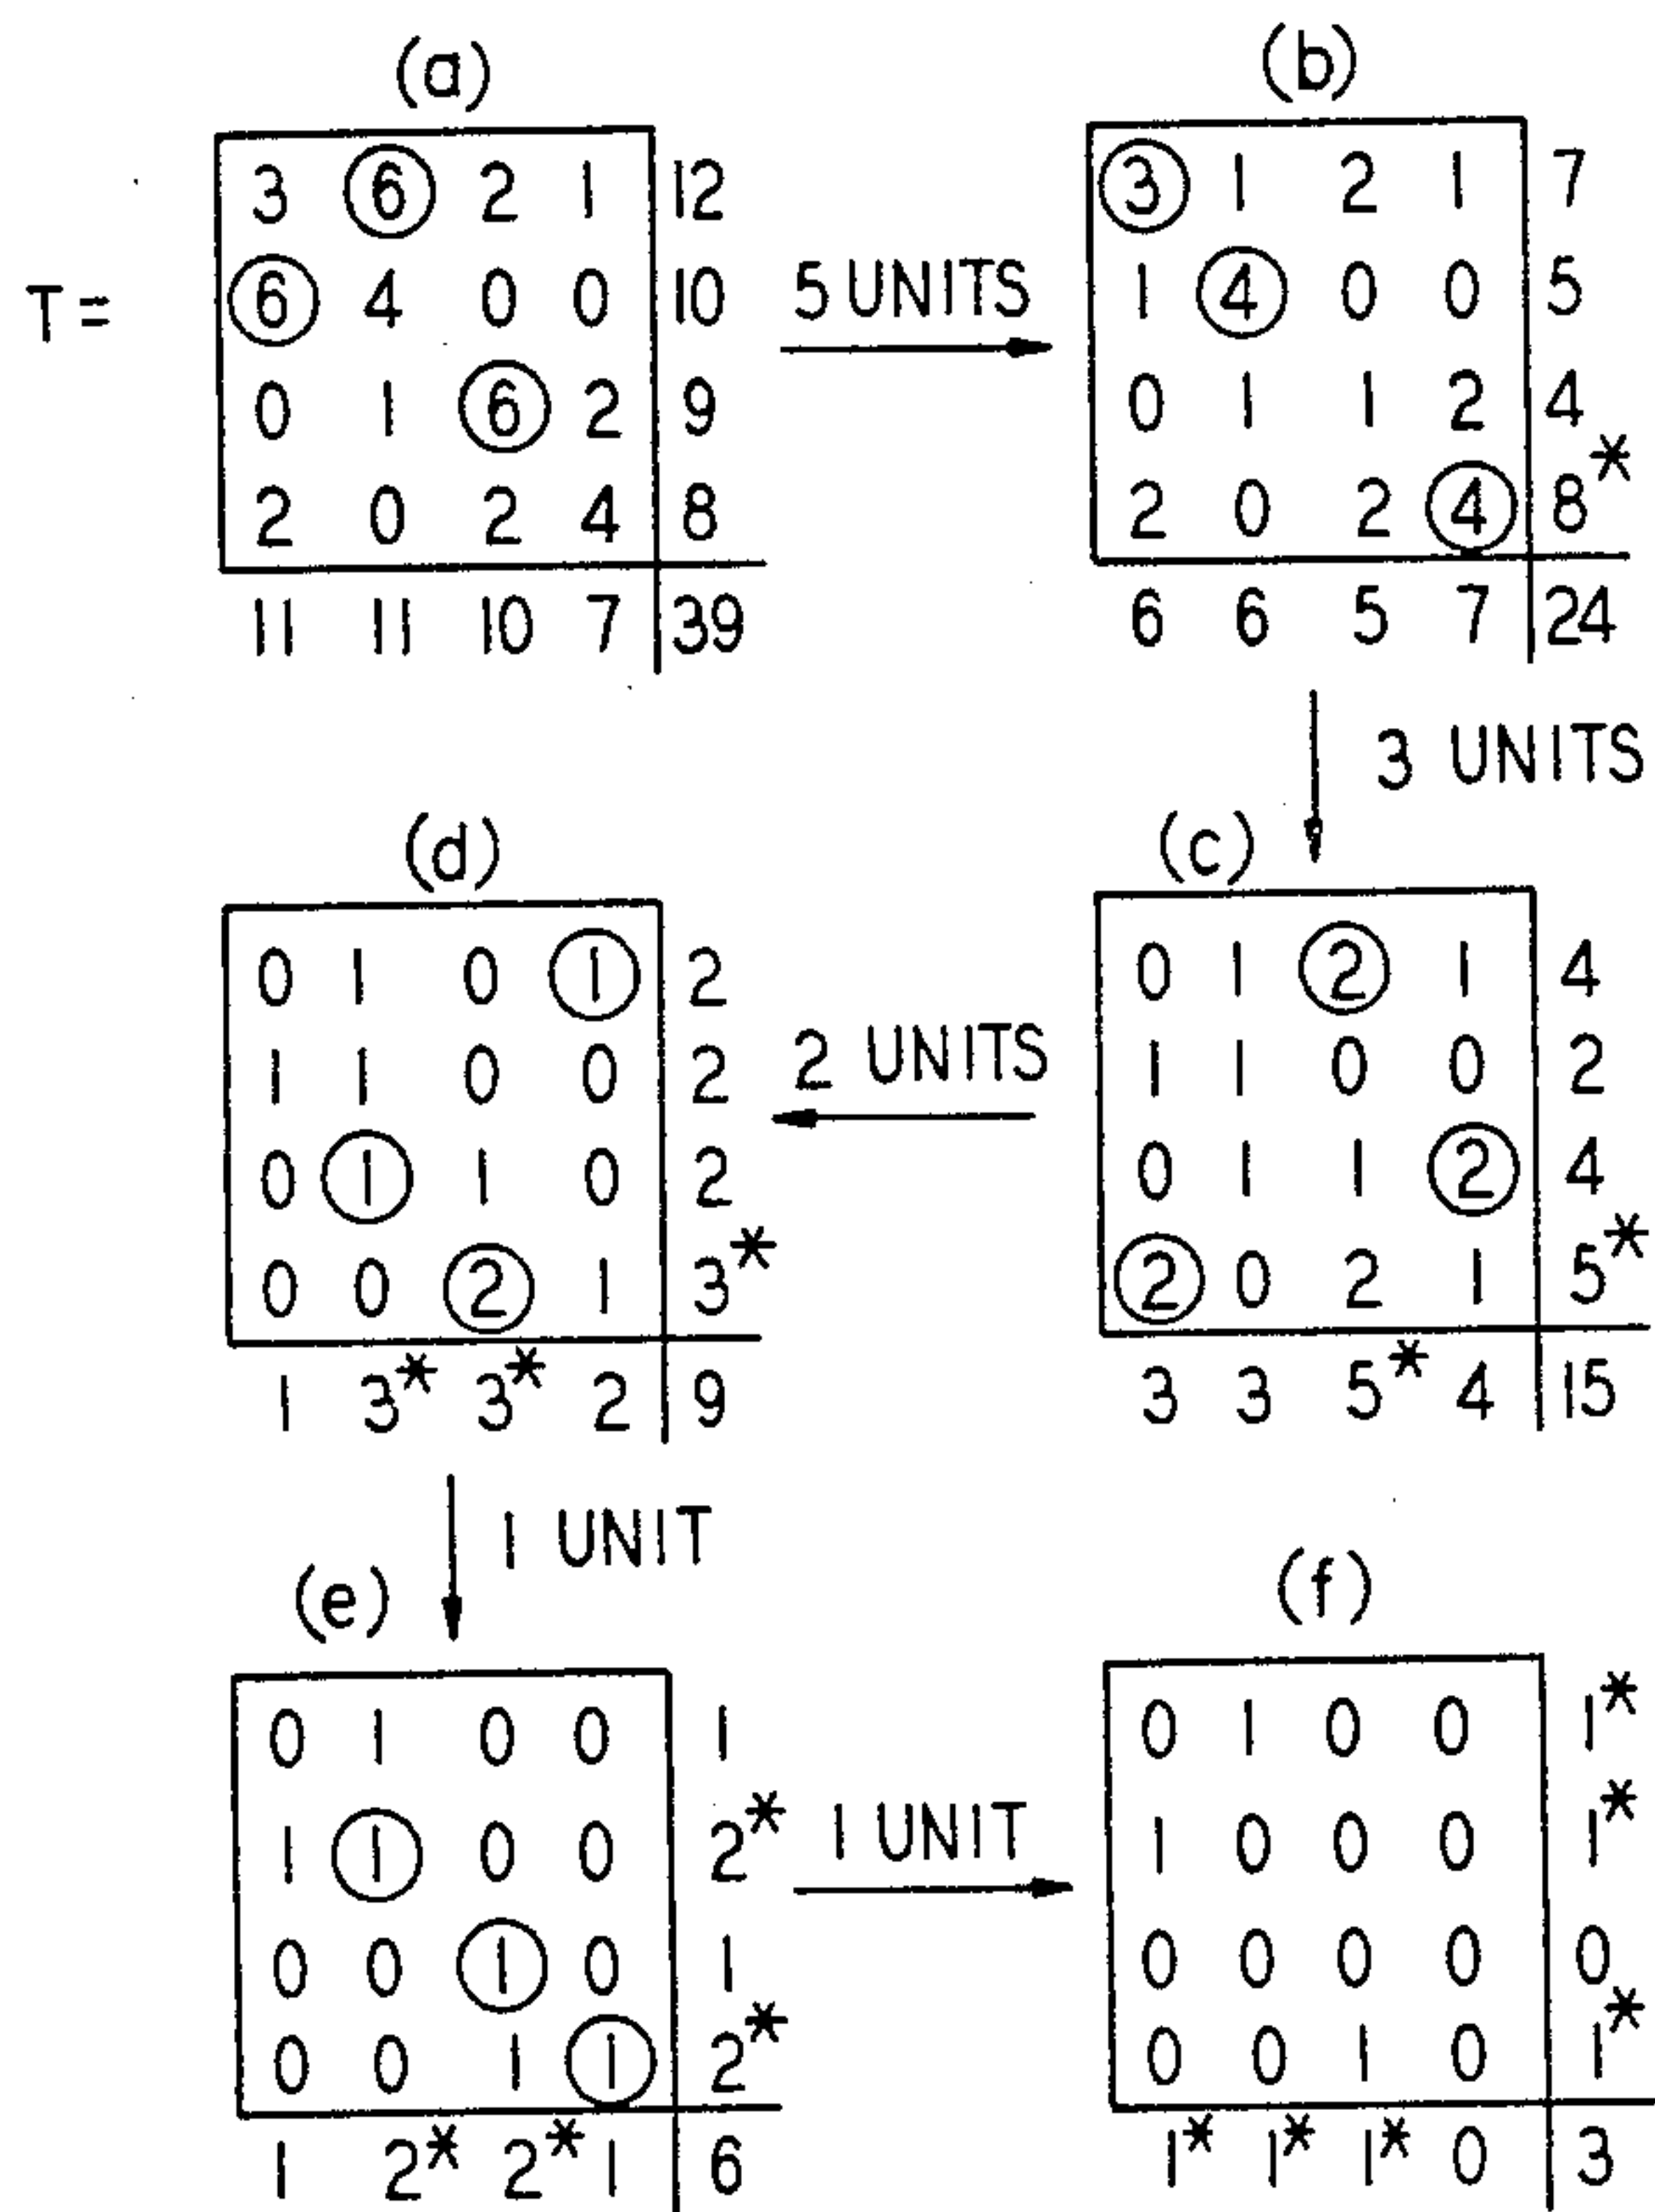 (a)
T =
3 6 2 1 12
6 4 0 0 10
0 1 6 2 9
2 0 2 4 8
11 11 10 7 39
5 UNITS
(b)
3 1 2 1 7
1 4 0 0 5
0 1 1 2 4
2 0 2 4 8*
6 6 5 7 24
3 UNITS
(c)
0 1 2 1 4
1 1 0 0 2
0 1 1 2 4
2 0 2 1 5*
3 3 5* 4 15
2 UNITS
(d)
0 1 0 1 2
1 1 0 0 2
0 1 1 0 2
0 0 2 1 3*
1 3* 3* 2 9
1 UNIT
(e)
0 1 0 0 1
1 1 0 0 2*
0 0 1 0 1
0 0 1 1 2*
1 2* 2* 1 6
1 UNIT
(f)
0 1 0 0 1*
1 0 0 0 1*
0 0 0 0 0
0 0 1 0 1*
1* 1* 1* 0 3